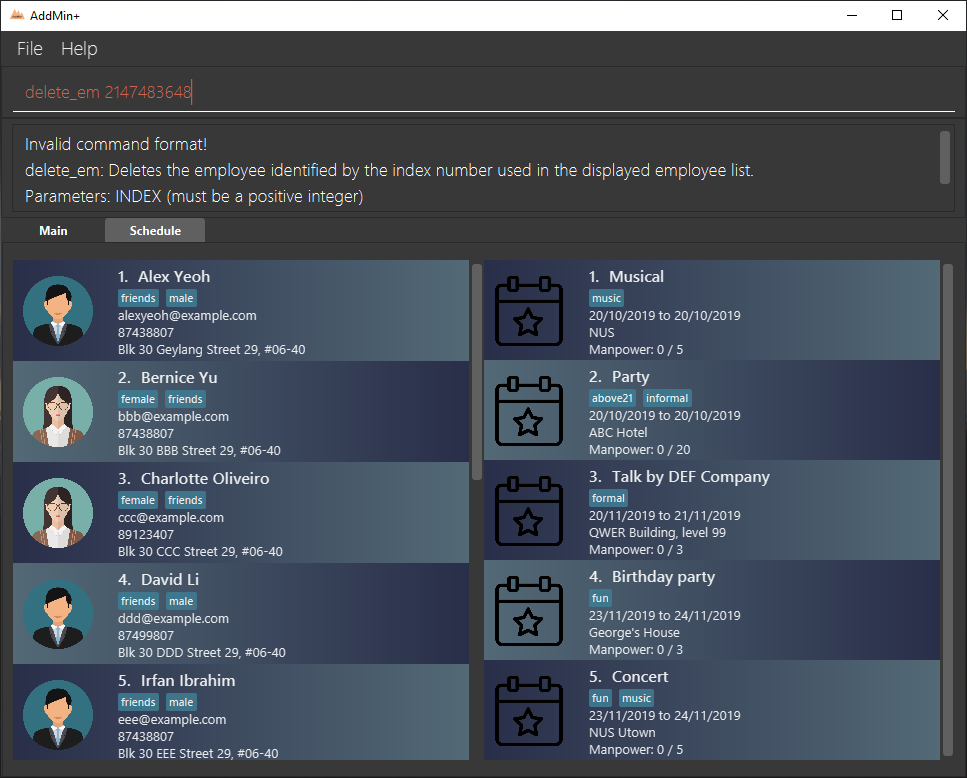 AddMin+
File Help
delete_em 2147483648
Invalid command format!
delete_em: Deletes the employee identified by the index number used in the displayed employee list.
Parameters: INDEX (must be a positive integer)
Main Schedule
1. Alex Yeoh
friends male
alexyeoh@example.com
87438807
Blk 30 Geylang Street 29, #06-40
2. Bernice Yu
female friends
bbb@example.com
87438807
Blk 30 BBB Street 29, #06-40
3. Charlotte Oliveiro
female friends
ccc@example.com
89123407
Blk 30 CCC Street 29, #06-40
4. David Li
friends male
ddd@example.com
87499807
Blk 30 DDD Street 29, #06-40
5. Irfan Ibrahim
friends male
eee@example.com
87438807
Blk 30 EEE Street 29, #06-40
1. Musical
music
20/10/2019 to 20/10/2019
NUS
Manpower: 0 / 5
2. Party
above21 informal
20/10/2019 to 20/10/2019
ABC Hotel
Manpower: 0 / 20
3. Talk by DEF Company
formal
20/11/2019 to 21/11/2019
QWER Building, level 99
Manpower: 0 / 3
4. Birthday party
fun
23/11/2019 to 24/11/2019
George's House
Manpower: 0 / 3
5. Concert
fun music
23/11/2019 to 24/11/2019
NUS Utown
Manpower: 0 / 5